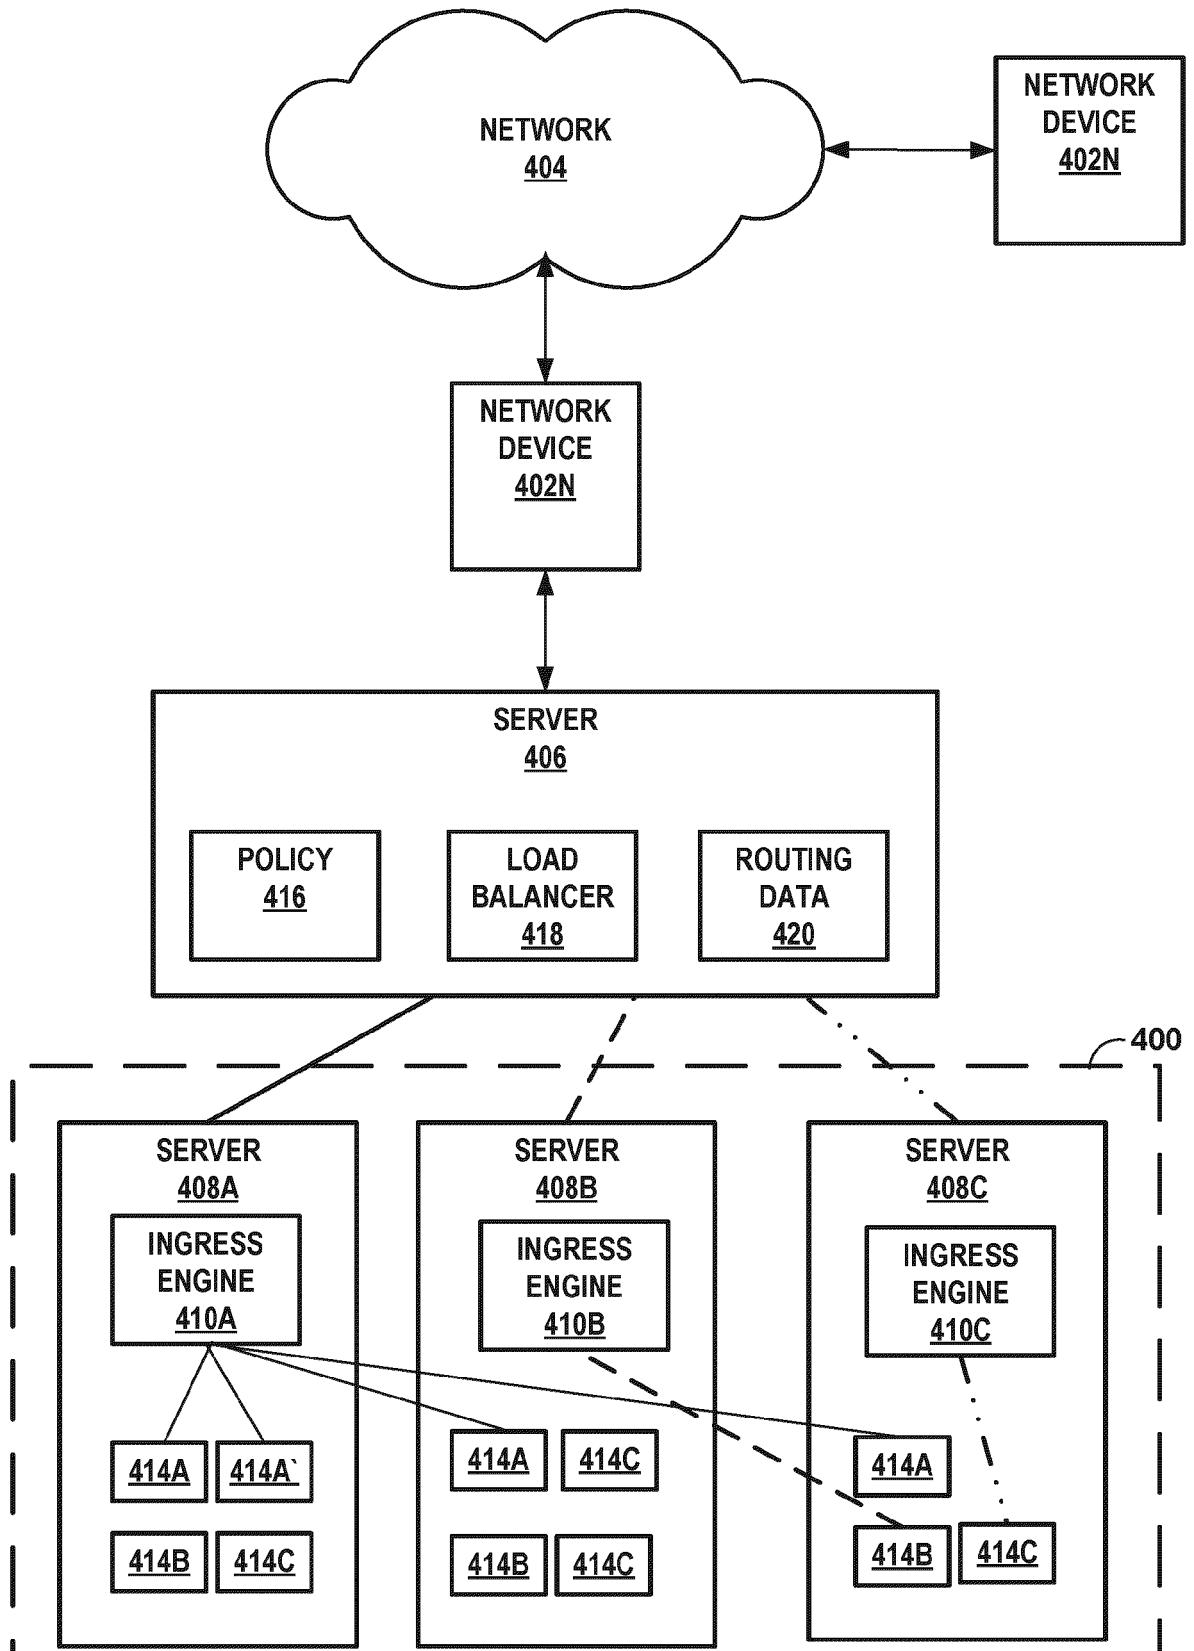 NETWORK
404
NETWORK
DEVICE
402N
NETWORK
DEVICE
402N
SERVER
406
POLICY
416
LOAD
BALANCER
418
ROUTING
DATA
420
400
SERVER
408A
INGRESS
ENGINE
410A
414A
414A`
414B
414C
SERVER
408B
INGRESS
ENGINE
410B
414A
414C
414B
414C
SERVER
408C
INGRESS
ENGINE
410C
414A
414B
414C